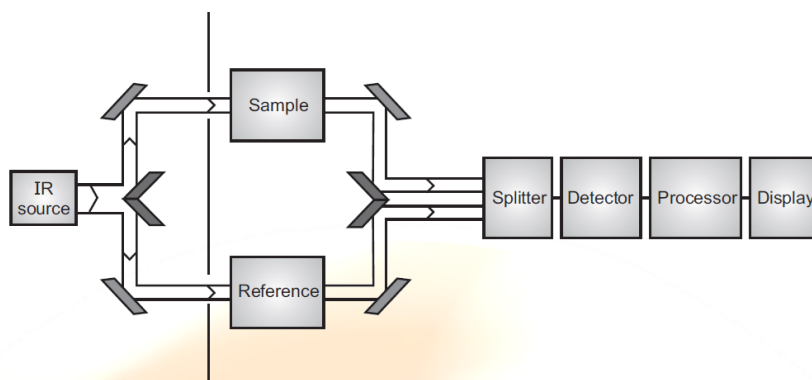 Sample
IR
source
Splitter
Detector
Processor
Display
Reference